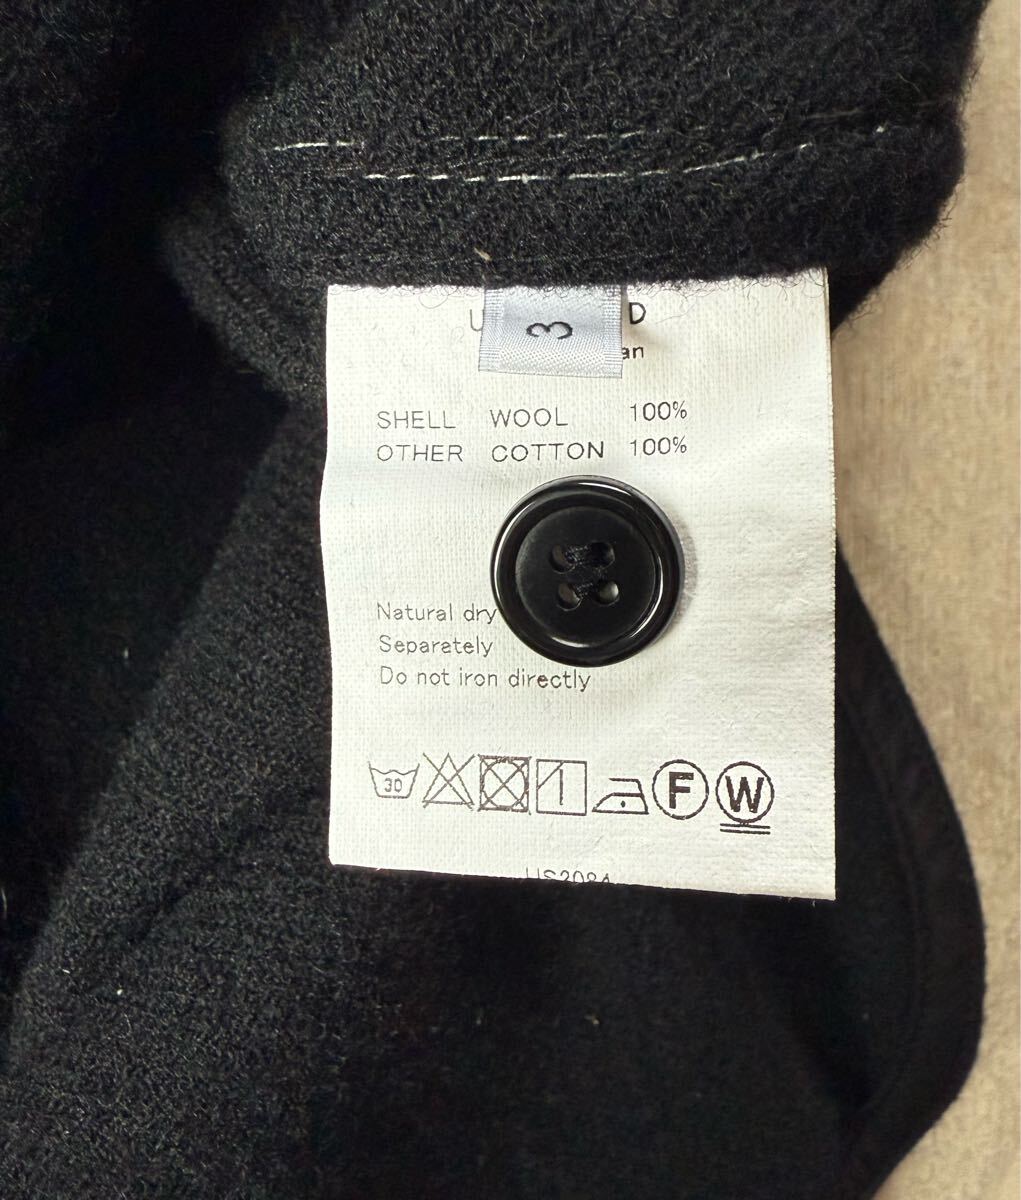 3
SHELL WOOL 100%
OTHER COTTON 100%
Natural dry
Separately
Do not iron directly
30 F W